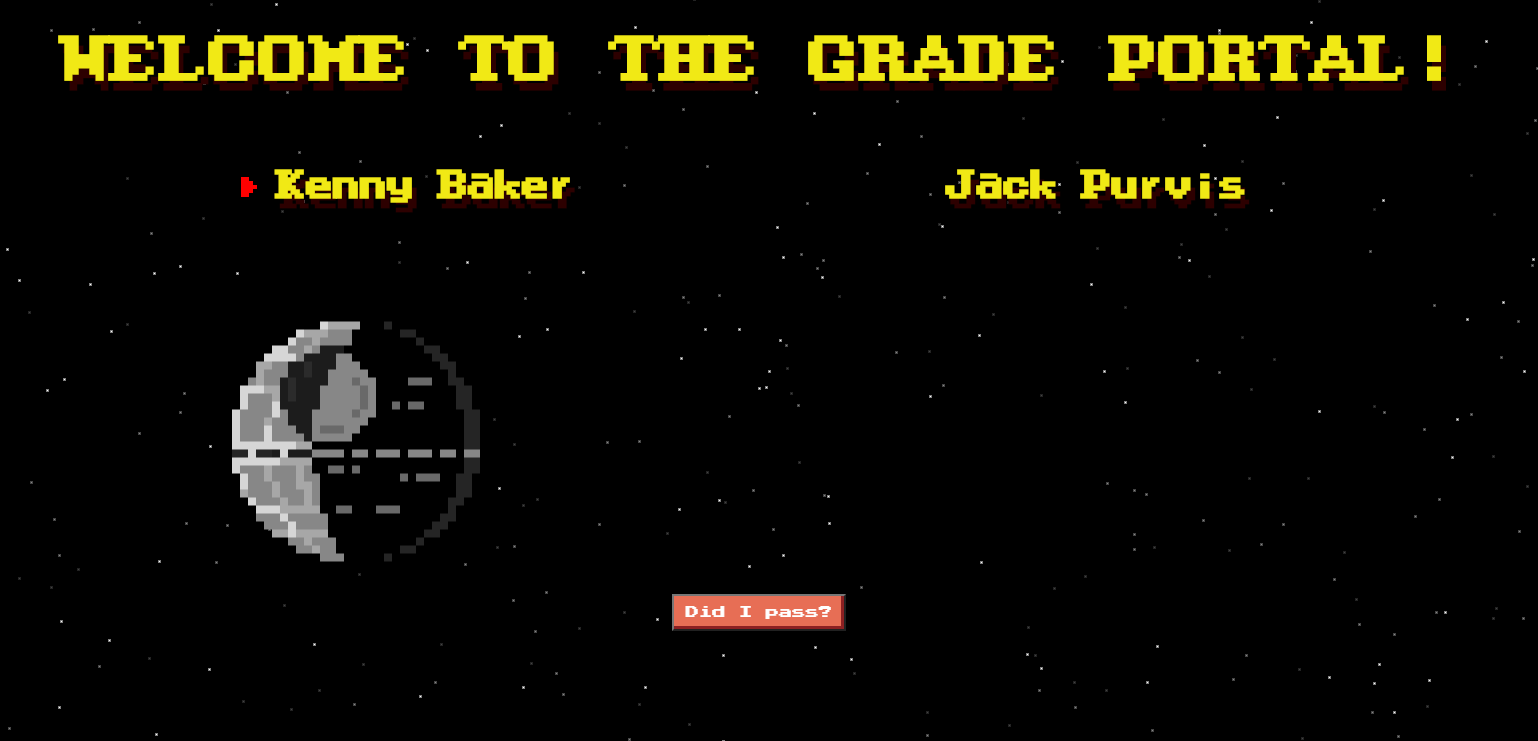 WELCOME TO THE GRADE PORTAL!
Kenny Baker
Jack Purvis
Did I pass?